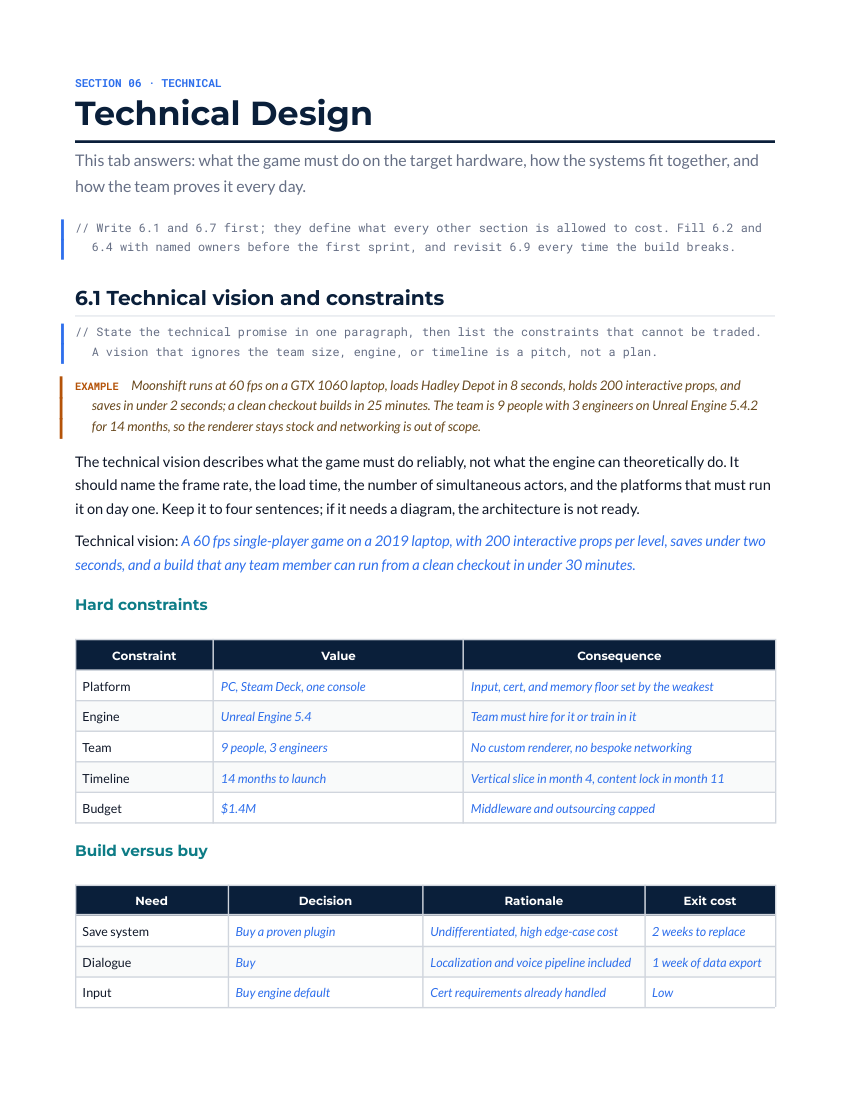 SECTION 06 · TECHNICAL
Technical Design
This tab answers: what the game must do on the target hardware, how the systems fit together, and
how the team proves it every day.
// Write 6.1 and 6.7 first; they define what every other section is allowed to cost. Fill 6.2 and
6.4 with named owners before the first sprint, and revisit 6.9 every time the build breaks.
6.1 Technical vision and constraints
// State the technical promise in one paragraph, then list the constraints that cannot be traded.
A vision that ignores the team size, engine, or timeline is a pitch, not a plan.
EXAMPLE Moonshift runs at 60 fps on a GTX 1060 laptop, loads Hadley Depot in 8 seconds, holds 200 interactive props, and
saves in under 2 seconds; a clean checkout builds in 25 minutes. The team is 9 people with 3 engineers on Unreal Engine 5.4.2
for 14 months, so the renderer stays stock and networking is out of scope.
The technical vision describes what the game must do reliably, not what the engine can theoretically do. It
should name the frame rate, the load time, the number of simultaneous actors, and the platforms that must run
it on day one. Keep it to four sentences; if it needs a diagram, the architecture is not ready.
Technical vision: A 60 fps single-player game on a 2019 laptop, with 200 interactive props per level, saves under two
seconds, and a build that any team member can run from a clean checkout in under 30 minutes.
Hard constraints
Constraint Value Consequence
Platform PC, Steam Deck, one console Input, cert, and memory floor set by the weakest
Engine Unreal Engine 5.4 Team must hire for it or train in it
Team 9 people, 3 engineers No custom renderer, no bespoke networking
Timeline 14 months to launch Vertical slice in month 4, content lock in month 11
Budget $1.4M Middleware and outsourcing capped
Build versus buy
Need Decision Rationale Exit cost
Save system Buy a proven plugin Undifferentiated, high edge-case cost 2 weeks to replace
Dialogue Buy Localization and voice pipeline included 1 week of data export
Input Buy engine default Cert requirements already handled Low